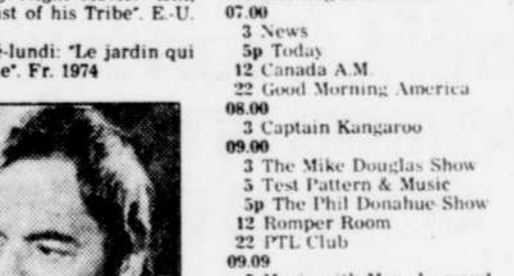 ast of his Tribe". E.-U.
é-lundi: "Le jardin qui
e". Fr. 1974
07.00
3 News
5p Today
12 Canada A.M.
22 Good Morning America
08.00
3 Captain Kangaroo
09.00
3 The Mike Douglas Show
5 Test Pattern & Music
5p The Phil Donahue Show
12 Romper Room
22 PTL Club
09.09